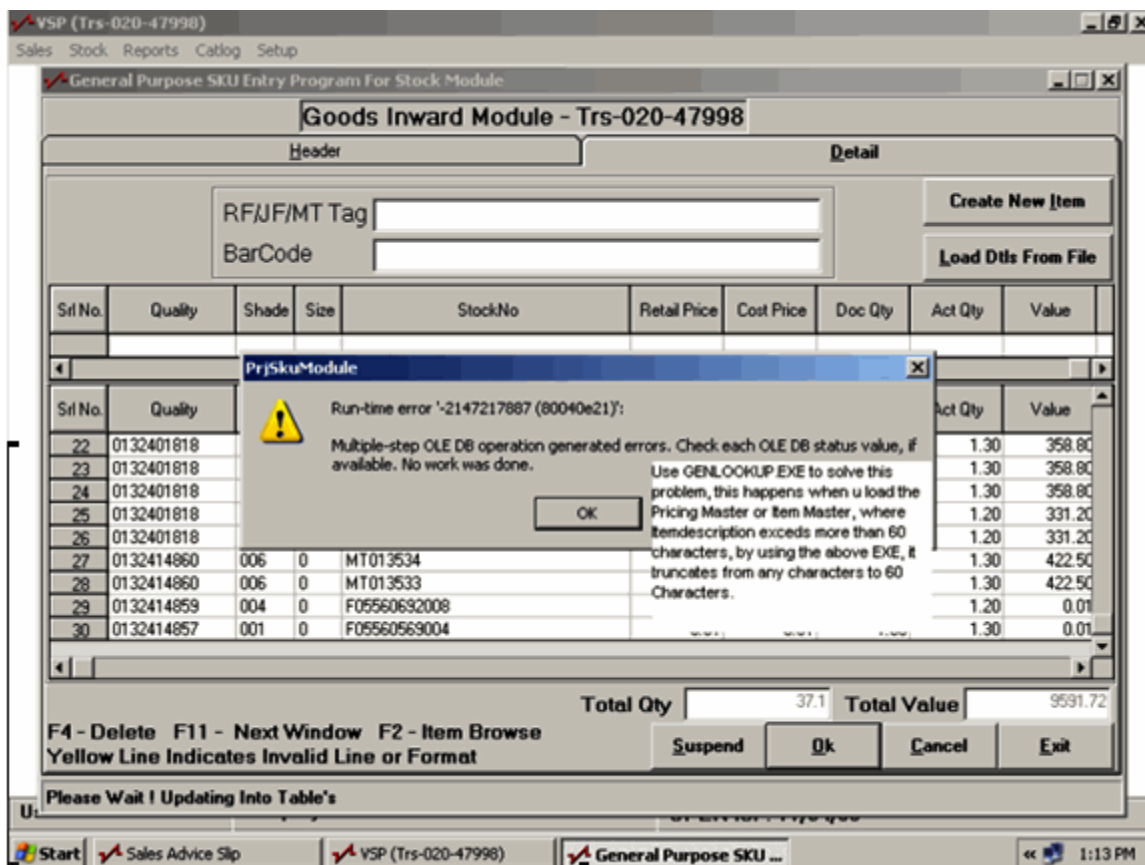 VSP (Trs-020-47998)
Sales Stock Reports Catlog Setup
General Purpose SKU Entry Program For Stock Module
Goods Inward Module - Trs-020-47998
Header Detail
RF/JF/MT Tag
BarCode
Create New Item
Load Dtls From File
Srl No. Quality Shade Size StockNo Retail Price Cost Price Doc Qty Act Qty Value
PrjSkuModule
Run-time error '-2147217887 (80040e21)':
Multiple-step OLE DB operation generated errors. Check each OLE DB status value, if
available. No work was done.
OK
Use GENLOOKUP.EXE to solve this
problem, this happens when u load the
Pricing Master or Item Master, where
Itemdescription exceds more than 60
characters, by using the above EXE, it
truncates from any characters to 60
Characters.
Srl No. Quality Act Qty Value
22 0132401818 1.30 358.80
23 0132401818 1.30 358.80
24 0132401818 1.30 358.80
25 0132401818 1.20 331.20
26 0132401818 1.20 331.20
27 0132414860 006 0 MT013534 1.30 422.50
28 0132414860 006 0 MT013533 1.30 422.50
29 0132414859 004 0 F05560692008 1.20 0.01
30 0132414857 001 0 F05560569004 1.30 0.01
Total Qty 37.1 Total Value 9591.72
F4 - Delete F11 - Next Window F2 - Item Browse
Yellow Line Indicates Invalid Line or Format
Suspend Ok Cancel Exit
Please Wait ! Updating Into Table's
Start Sales Advice Slip VSP (Trs-020-47998) General Purpose SKU ... 1:13 PM